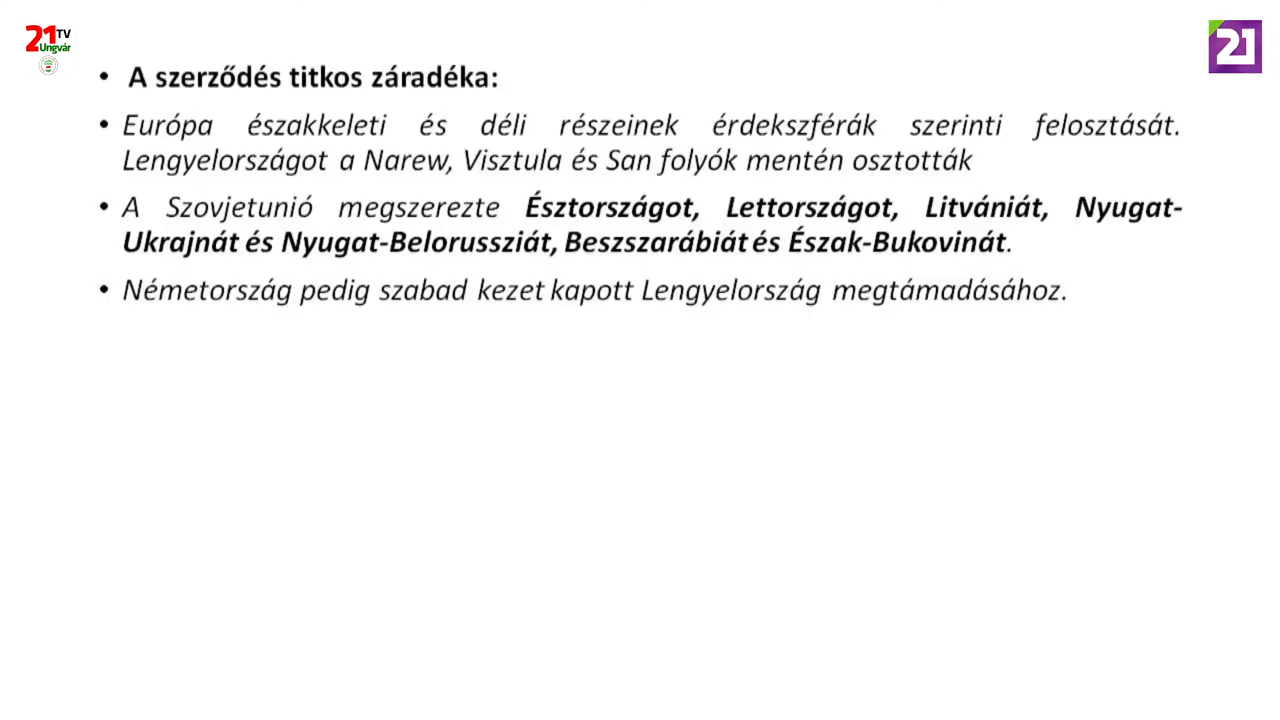 21 TV
Ungvár
21
• A szerződés titkos záradéka:
• Európa északkeleti és déli részeinek érdekszférák szerinti felosztását.
Lengyelországot a Narew, Visztula és San folyók mentén osztották
• A Szovjetunió megszerezte Észtországot, Lettországot, Litvániát, Nyugat-
Ukrajnát és Nyugat-Belorussziát, Beszszarábiát és Észak-Bukovinát.
• Németország pedig szabad kezet kapott Lengyelország megtámadásához.